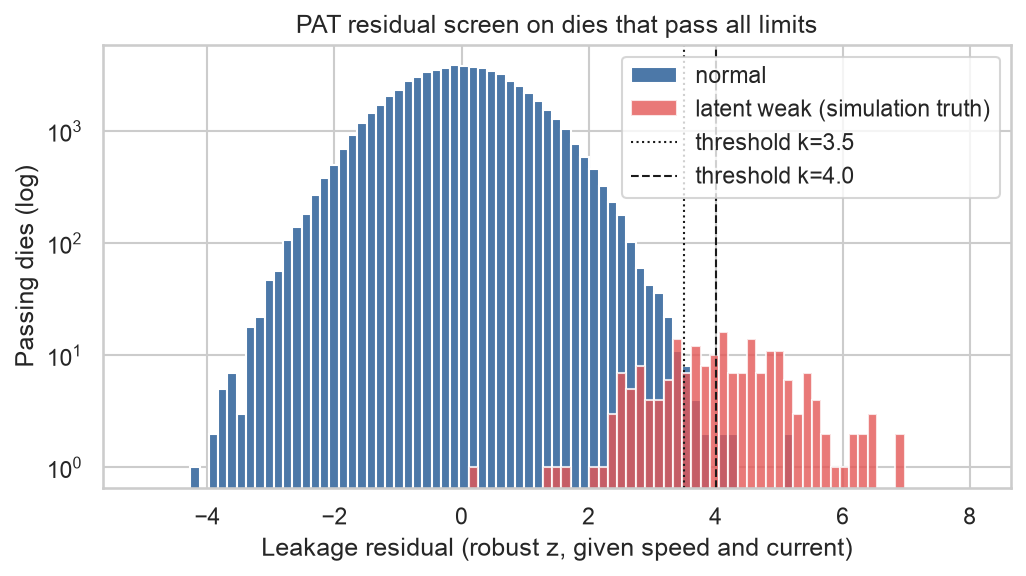 PAT residual screen on dies that pass all limits
normal
latent weak (simulation truth)
threshold k=3.5
threshold k=4.0
Passing dies (log)
10³
10²
10¹
10⁰
−4
−2
0
2
4
6
8
Leakage residual (robust z, given speed and current)